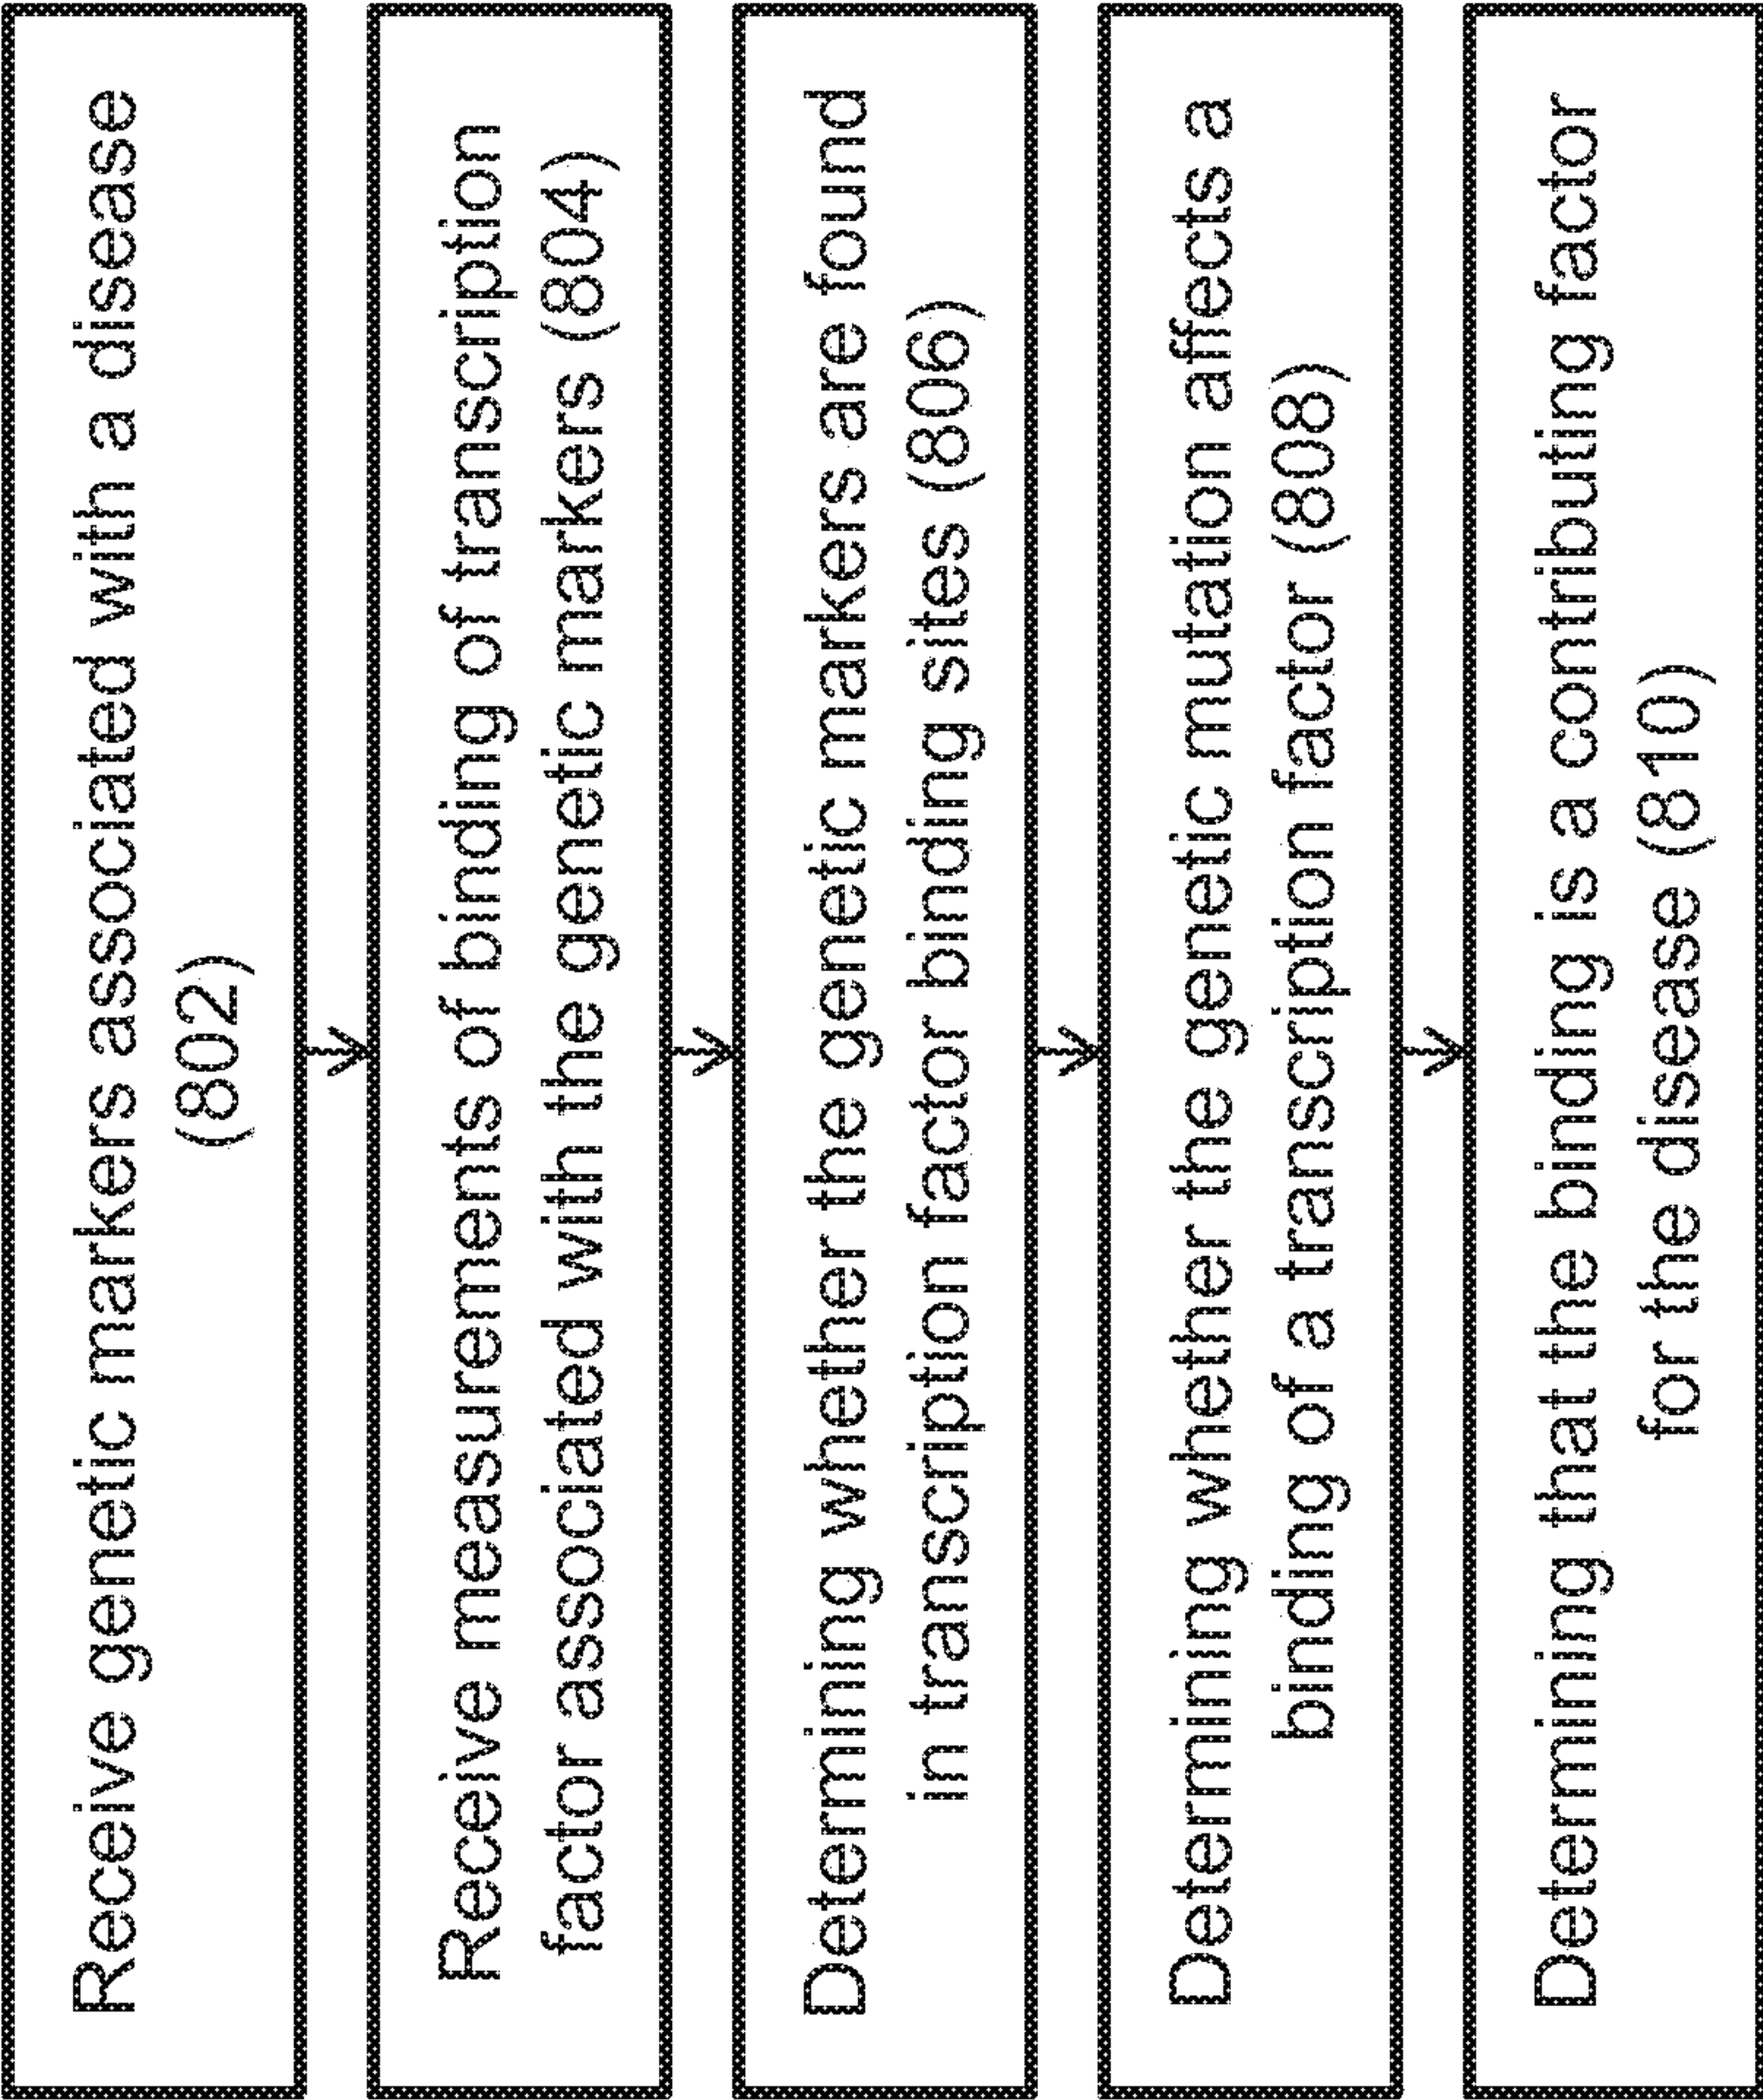 Receive genetic markers associated with a disease
(802)
Receive measurements of binding of transcription
factor associated with the genetic markers (804)
Determining whether the genetic markers are found
in transcription factor binding sites (806)
Determining whether the genetic mutation affects a
binding of a transcription factor (808)
Determining that the binding is a contributing factor
for the disease (810)